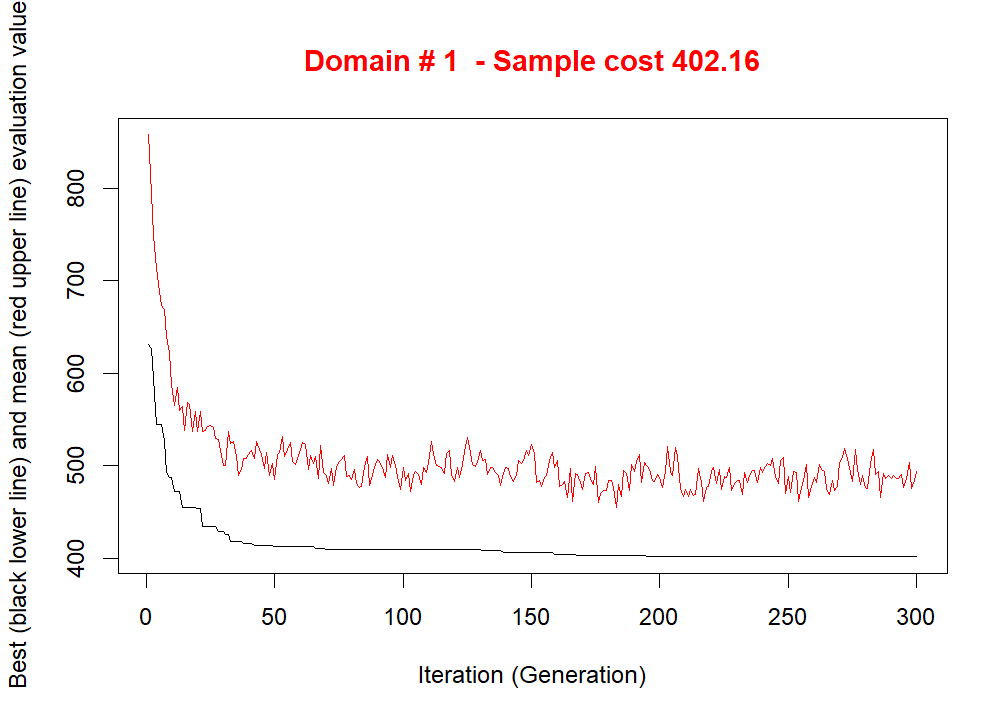 Domain # 1  - Sample cost 402.16
Best (black lower line) and mean (red upper line) evaluation value
800
700
600
500
400
0 50 100 150 200 250 300
Iteration (Generation)